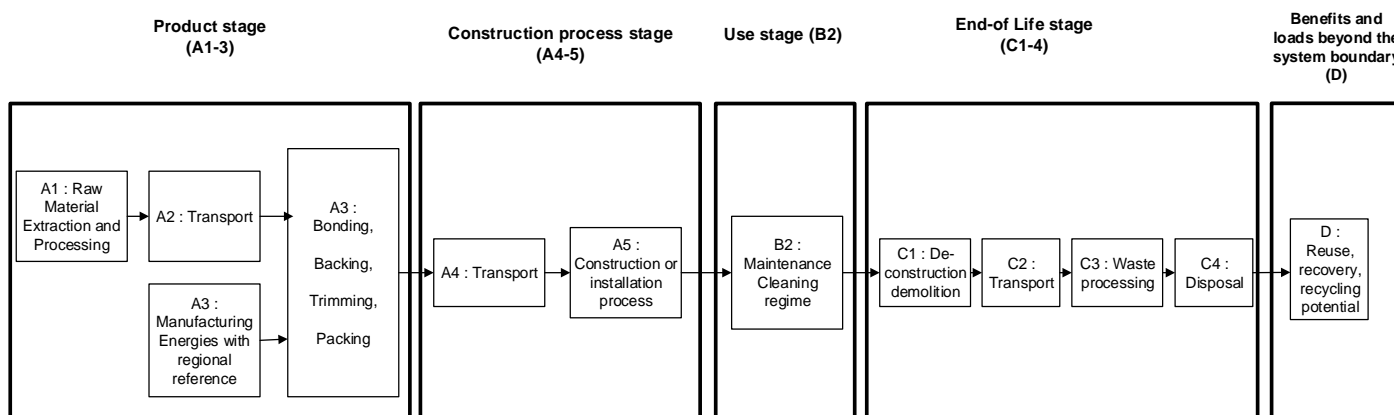 Product stage
(A1-3)
Construction process stage
(A4-5)
Use stage (B2)
End-of Life stage
(C1-4)
Benefits and
loads beyond the
system boundary
(D)
A1 : Raw
Material
Extraction and
Processing
A2 : Transport
A3 :
Manufacturing
Energies with
regional
reference
A3 :
Bonding,
Backing,
Trimming,
Packing
A4 : Transport
A5 :
Construction or
installation
process
B2 :
Maintenance
Cleaning
regime
C1 : De-
construction
demolition
C2 :
Transport
C3 : Waste
processing
C4 :
Disposal
D :
Reuse,
recovery,
recycling
potential